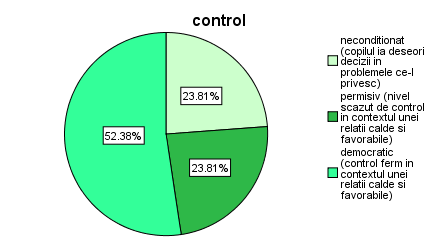 control
neconditionat
(copilul ia deseori
decizii in
problemele ce-l
privesc)
permisiv (nivel
scazut de control
in contextul unei
relatii calde si
favorabile)
democratic
(control ferm in
contextul unei
relatii calde si
favorabile)
23.81%
52.38%
23.81%